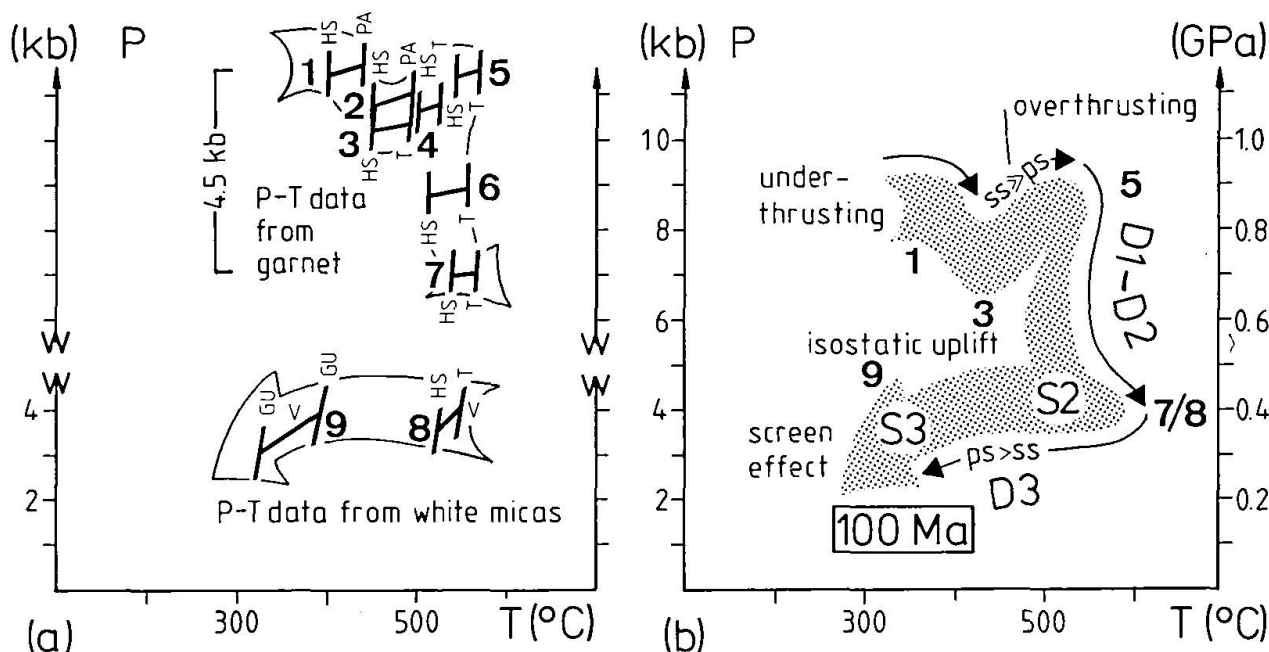 (kb) P
HS
PA
1
HS
PA
HS
T
5
2
3
4
HS
T
HS
T
4.5 kb
P-T data
from
garnet
6
HS
T
7
HS
T
W W
W W
GU
GU
HS
T
V
9
8
V
4
2
P-T data from white micas
300
500
T (°C)
(a)
(kb) P
(GPa)
overthrusting
10
1.0
under-
thrusting
ss≫ps
5
8
0.8
1
D1-D2
3
6
0.6
isostatic uplift
9
S2
4
7/8
0.4
S3
screen
effect
ps>ss
D3
2
0.2
100 Ma
300
500
T (°C)
(b)